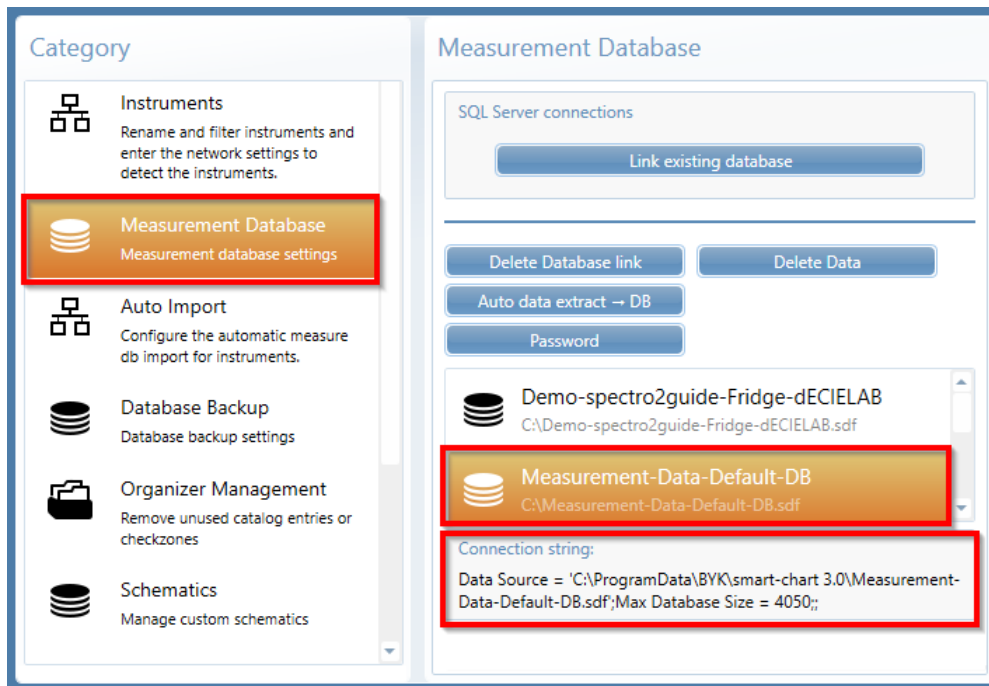 Category
Instruments
Rename and filter instruments and
enter the network settings to
detect the instruments.
Measurement Database
Measurement database settings
Auto Import
Configure the automatic measure
db import for instruments.
Database Backup
Database backup settings
Organizer Management
Remove unused catalog entries or
checkzones
Schematics
Manage custom schematics
Measurement Database
SQL Server connections
Link existing database
Delete Database link
Delete Data
Auto data extract → DB
Password
Demo-spectro2guide-Fridge-dECIELAB
C:\Demo-spectro2guide-Fridge-dECIELAB.sdf
Measurement-Data-Default-DB
C:\Measurement-Data-Default-DB.sdf
Connection string:
Data Source = 'C:\ProgramData\BYK\smart-chart 3.0\Measurement-
Data-Default-DB.sdf';Max Database Size = 4050;;